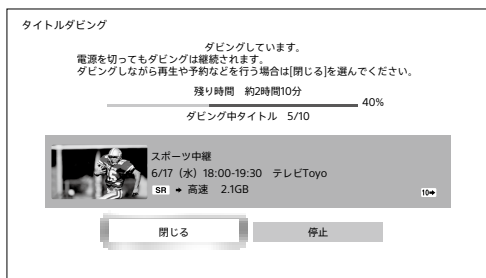 タイトルダビング
ダビングしています。
電源を切ってもダビングは継続されます。
ダビングしながら再生や予約などを行う場合は[閉じる]を選んでください。
残り時間　約2時間10分
40%
ダビング中タイトル　5/10
スポーツ中継
6/17（水）18:00-19:30　テレビToyo
SR ➡ 高速　2.1GB
10➡
閉じる
停止